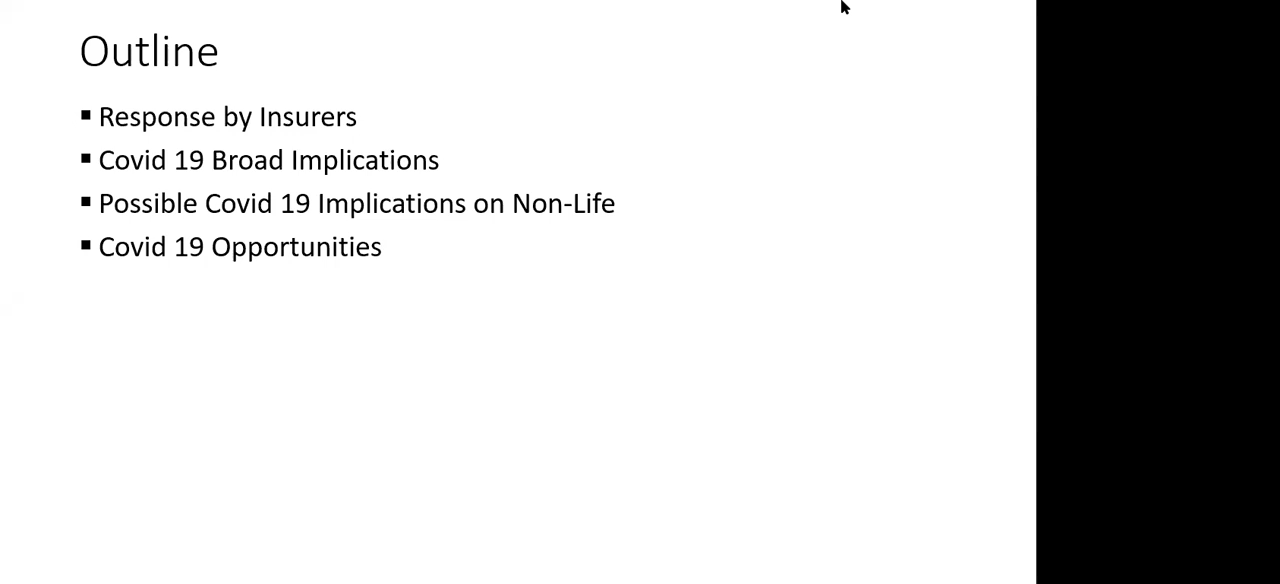 Outline
▪ Response by Insurers
▪ Covid 19 Broad Implications
▪ Possible Covid 19 Implications on Non-Life
▪ Covid 19 Opportunities